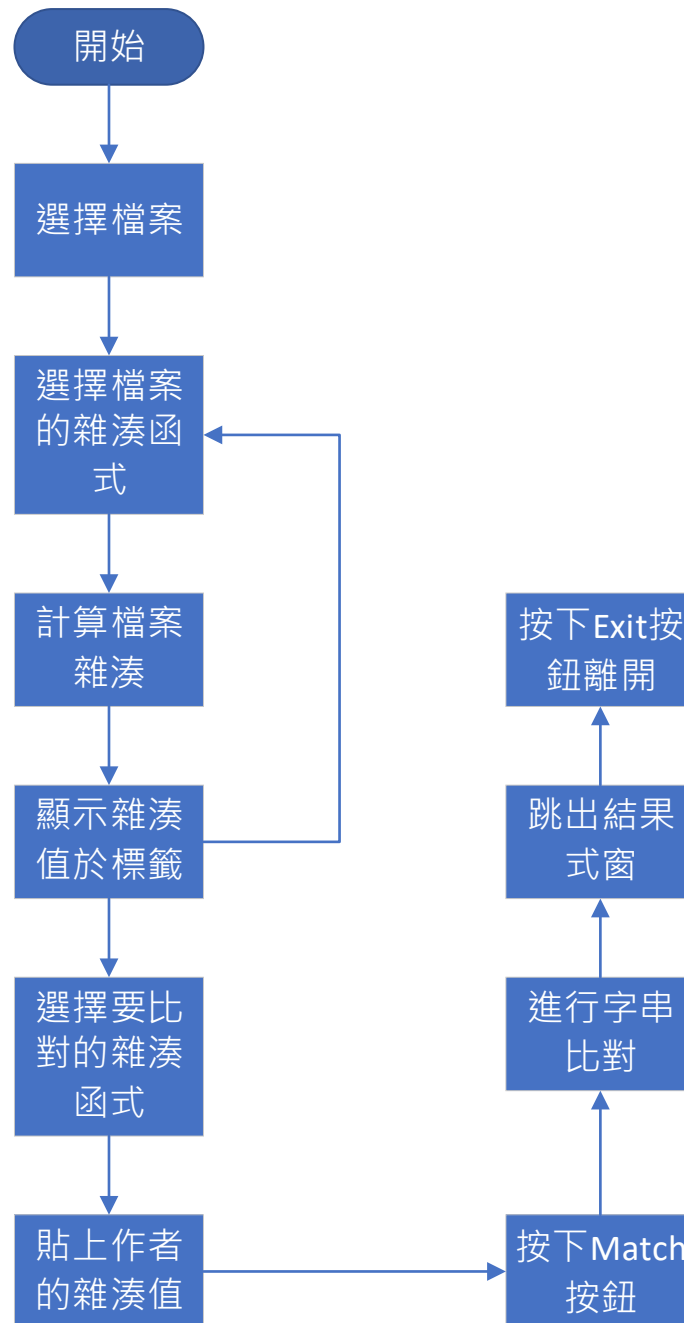 開始
選擇檔案
選擇檔案
的雜湊函
式
計算檔案
雜湊
顯示雜湊
值於標籤
選擇要比
對的雜湊
函式
貼上作者
的雜湊值
按下Match
按鈕
進行字串
比對
跳出結果
式窗
按下Exit按
鈕離開